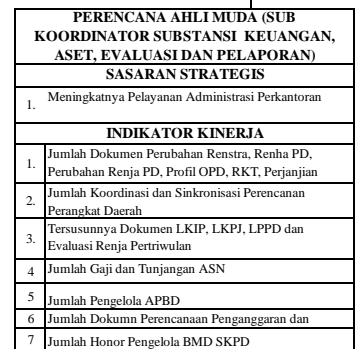 PERENCANA AHLI MUDA (SUB
KOORDINATOR SUBSTANSI KEUANGAN,
ASET, EVALUASI DAN PELAPORAN)
SASARAN STRATEGIS
1. Meningkatnya Pelayanan Administrasi Perkantoran
INDIKATOR KINERJA
1. Jumlah Dokumen Perubahan Renstra, Renha PD,
Perubahan Renja PD, Profil OPD, RKT, Perjanjian
2. Jumlah Koordinasi dan Sinkronisasi Perencanan
Perangkat Daerah
3. Tersusunnya Dokumen LKIP, LKPJ, LPPD dan
Evaluasi Renja Pertriwulan
4 Jumlah Gaji dan Tunjangan ASN
5 Jumlah Pengelola APBD
6 Jumlah Dokumn Perencanaan Penganggaran dan
7 Jumlah Honor Pengelola BMD SKPD